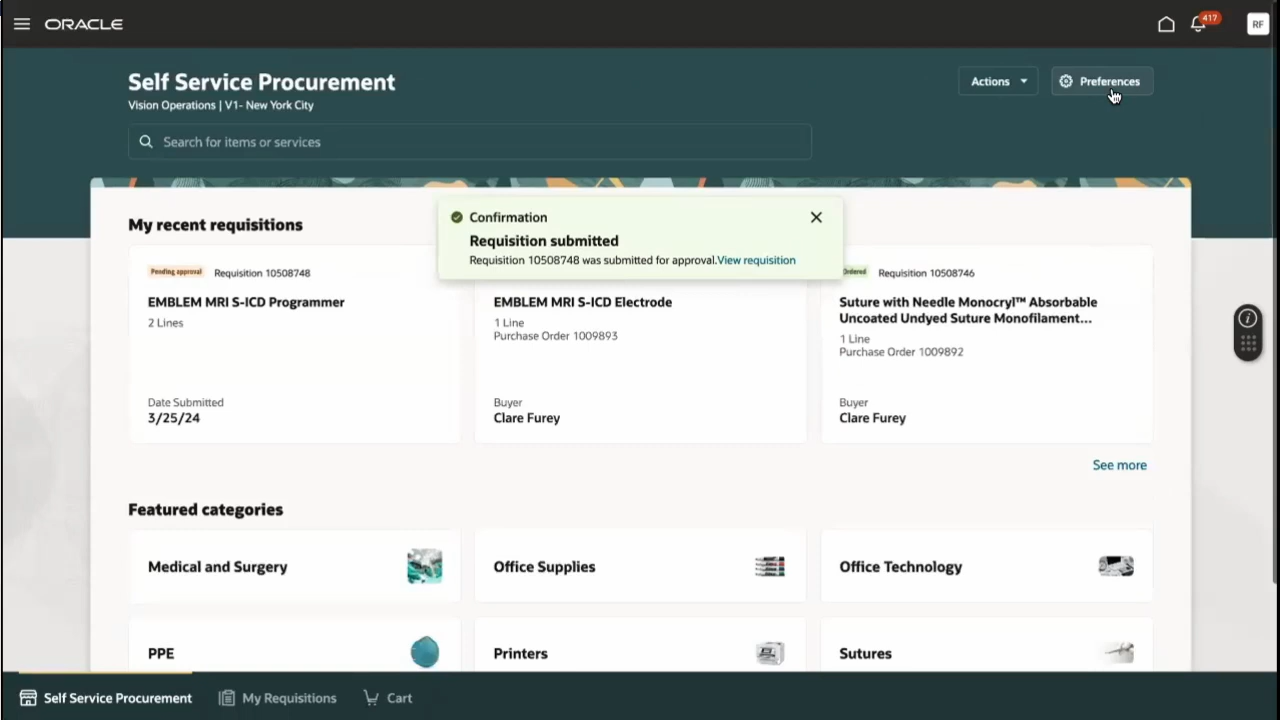 ORACLE
417
RF
Self Service Procurement
Vision Operations | V1- New York City
Actions
Preferences
Search for items or services
My recent requisitions
Confirmation
Requisition submitted
Requisition 10508748 was submitted for approval.View requisition
Pending approval Requisition 10508748
EMBLEM MRI S-ICD Programmer
2 Lines
Date Submitted
3/25/24
EMBLEM MRI S-ICD Electrode
1 Line
Purchase Order 1009893
Buyer
Clare Furey
Ordered Requisition 10508746
Suture with Needle Monocryl™ Absorbable
Uncoated Undyed Suture Monofilament...
1 Line
Purchase Order 1009892
Buyer
Clare Furey
See more
Featured categories
Medical and Surgery
Office Supplies
Office Technology
PPE
Printers
Sutures
Self Service Procurement
My Requisitions
Cart